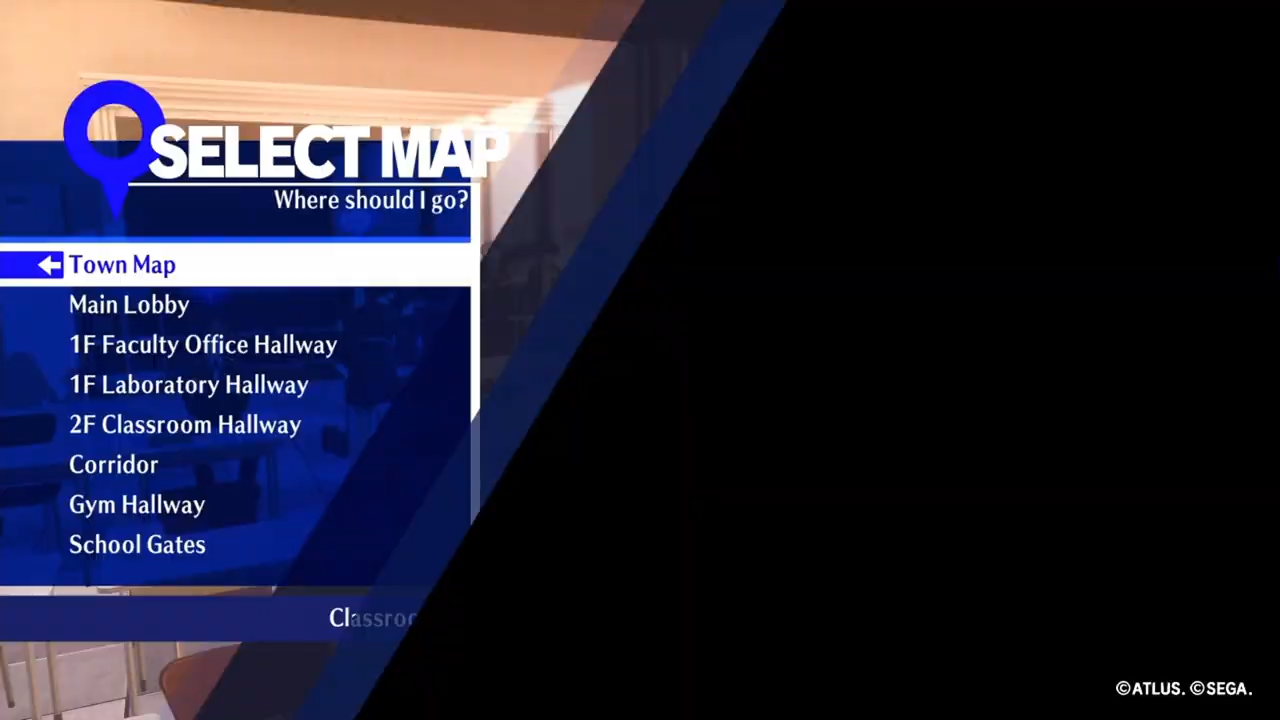 SELECT MAP
Where should I go?
Town Map
Main Lobby
1F Faculty Office Hallway
1F Laboratory Hallway
2F Classroom Hallway
Corridor
Gym Hallway
School Gates
©ATLUS. ©SEGA.